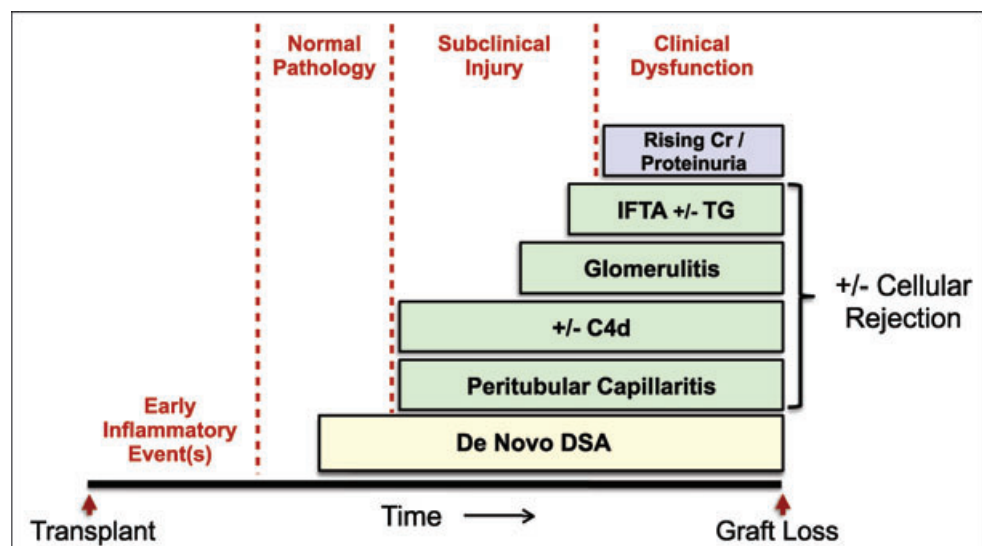 Normal
Pathology
Subclinical
Injury
Clinical
Dysfunction
Rising Cr /
Proteinuria
IFTA +/- TG
Glomerulitis
+/- C4d
Peritubular Capillaritis
+/- Cellular
Rejection
Early
Inflammatory
Event(s)
De Novo DSA
Transplant
Time
Graft Loss